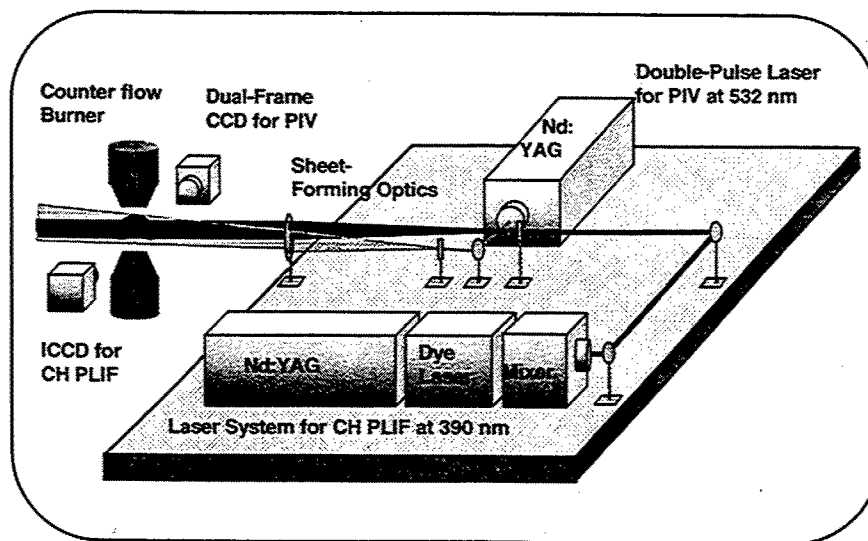 Double-Pulse Laser
for PIV at 532 nm
Counter flow
Burner
Dual-Frame
CCD for PIV
Nd:
YAG
Sheet-
Forming Optics
ICCD for
CH PLIF
Nd:YAG
Dye
Laser
Mixer
Laser System for CH PLIF at 390 nm